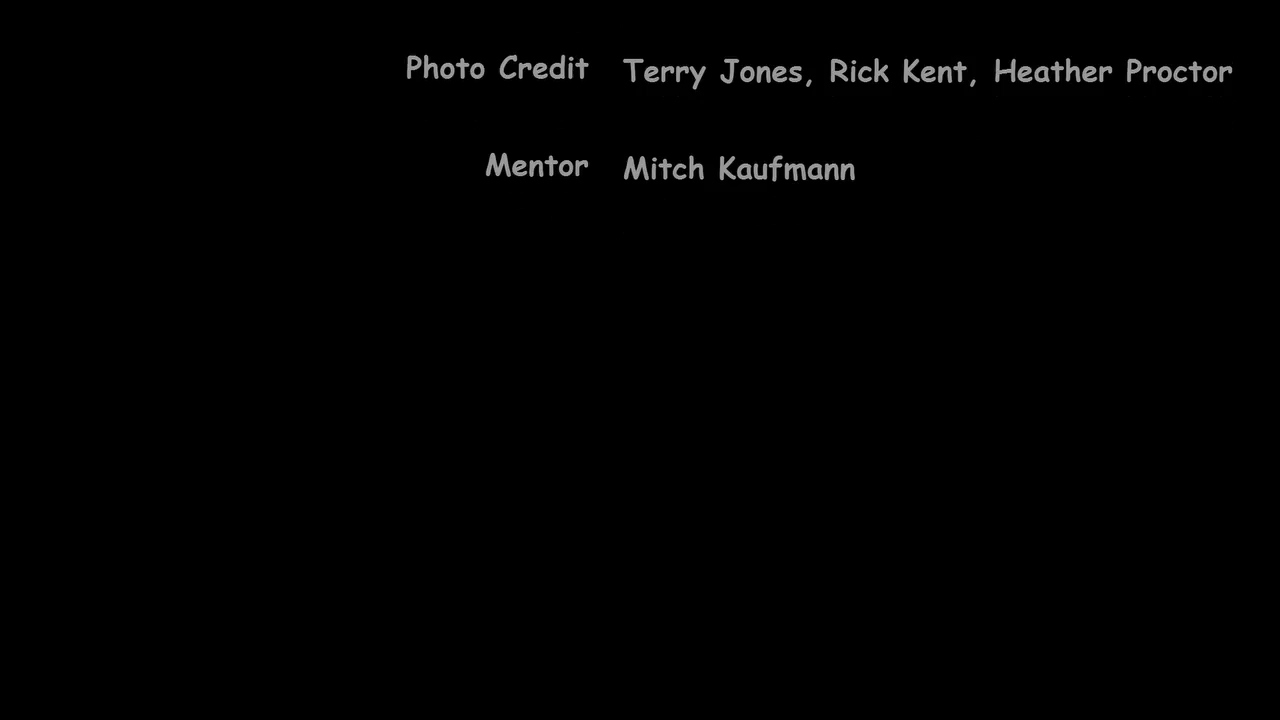 Photo Credit Terry Jones, Rick Kent, Heather Proctor
Mentor Mitch Kaufmann